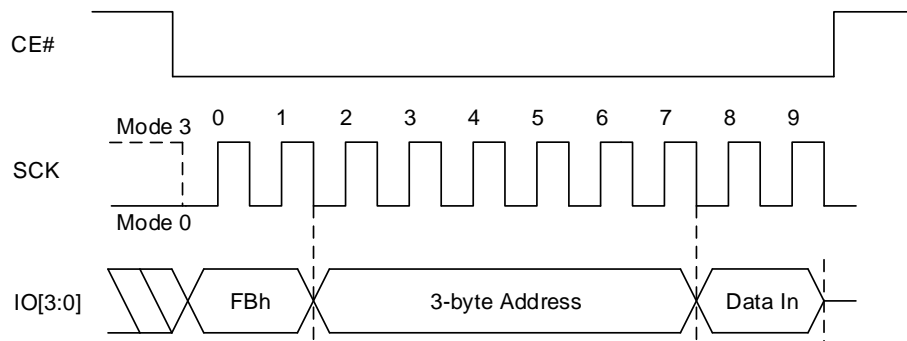 CE#
Mode 3 0 1 2 3 4 5 6 7 8 9
SCK
Mode 0
IO[3:0] FBh 3-byte Address Data In